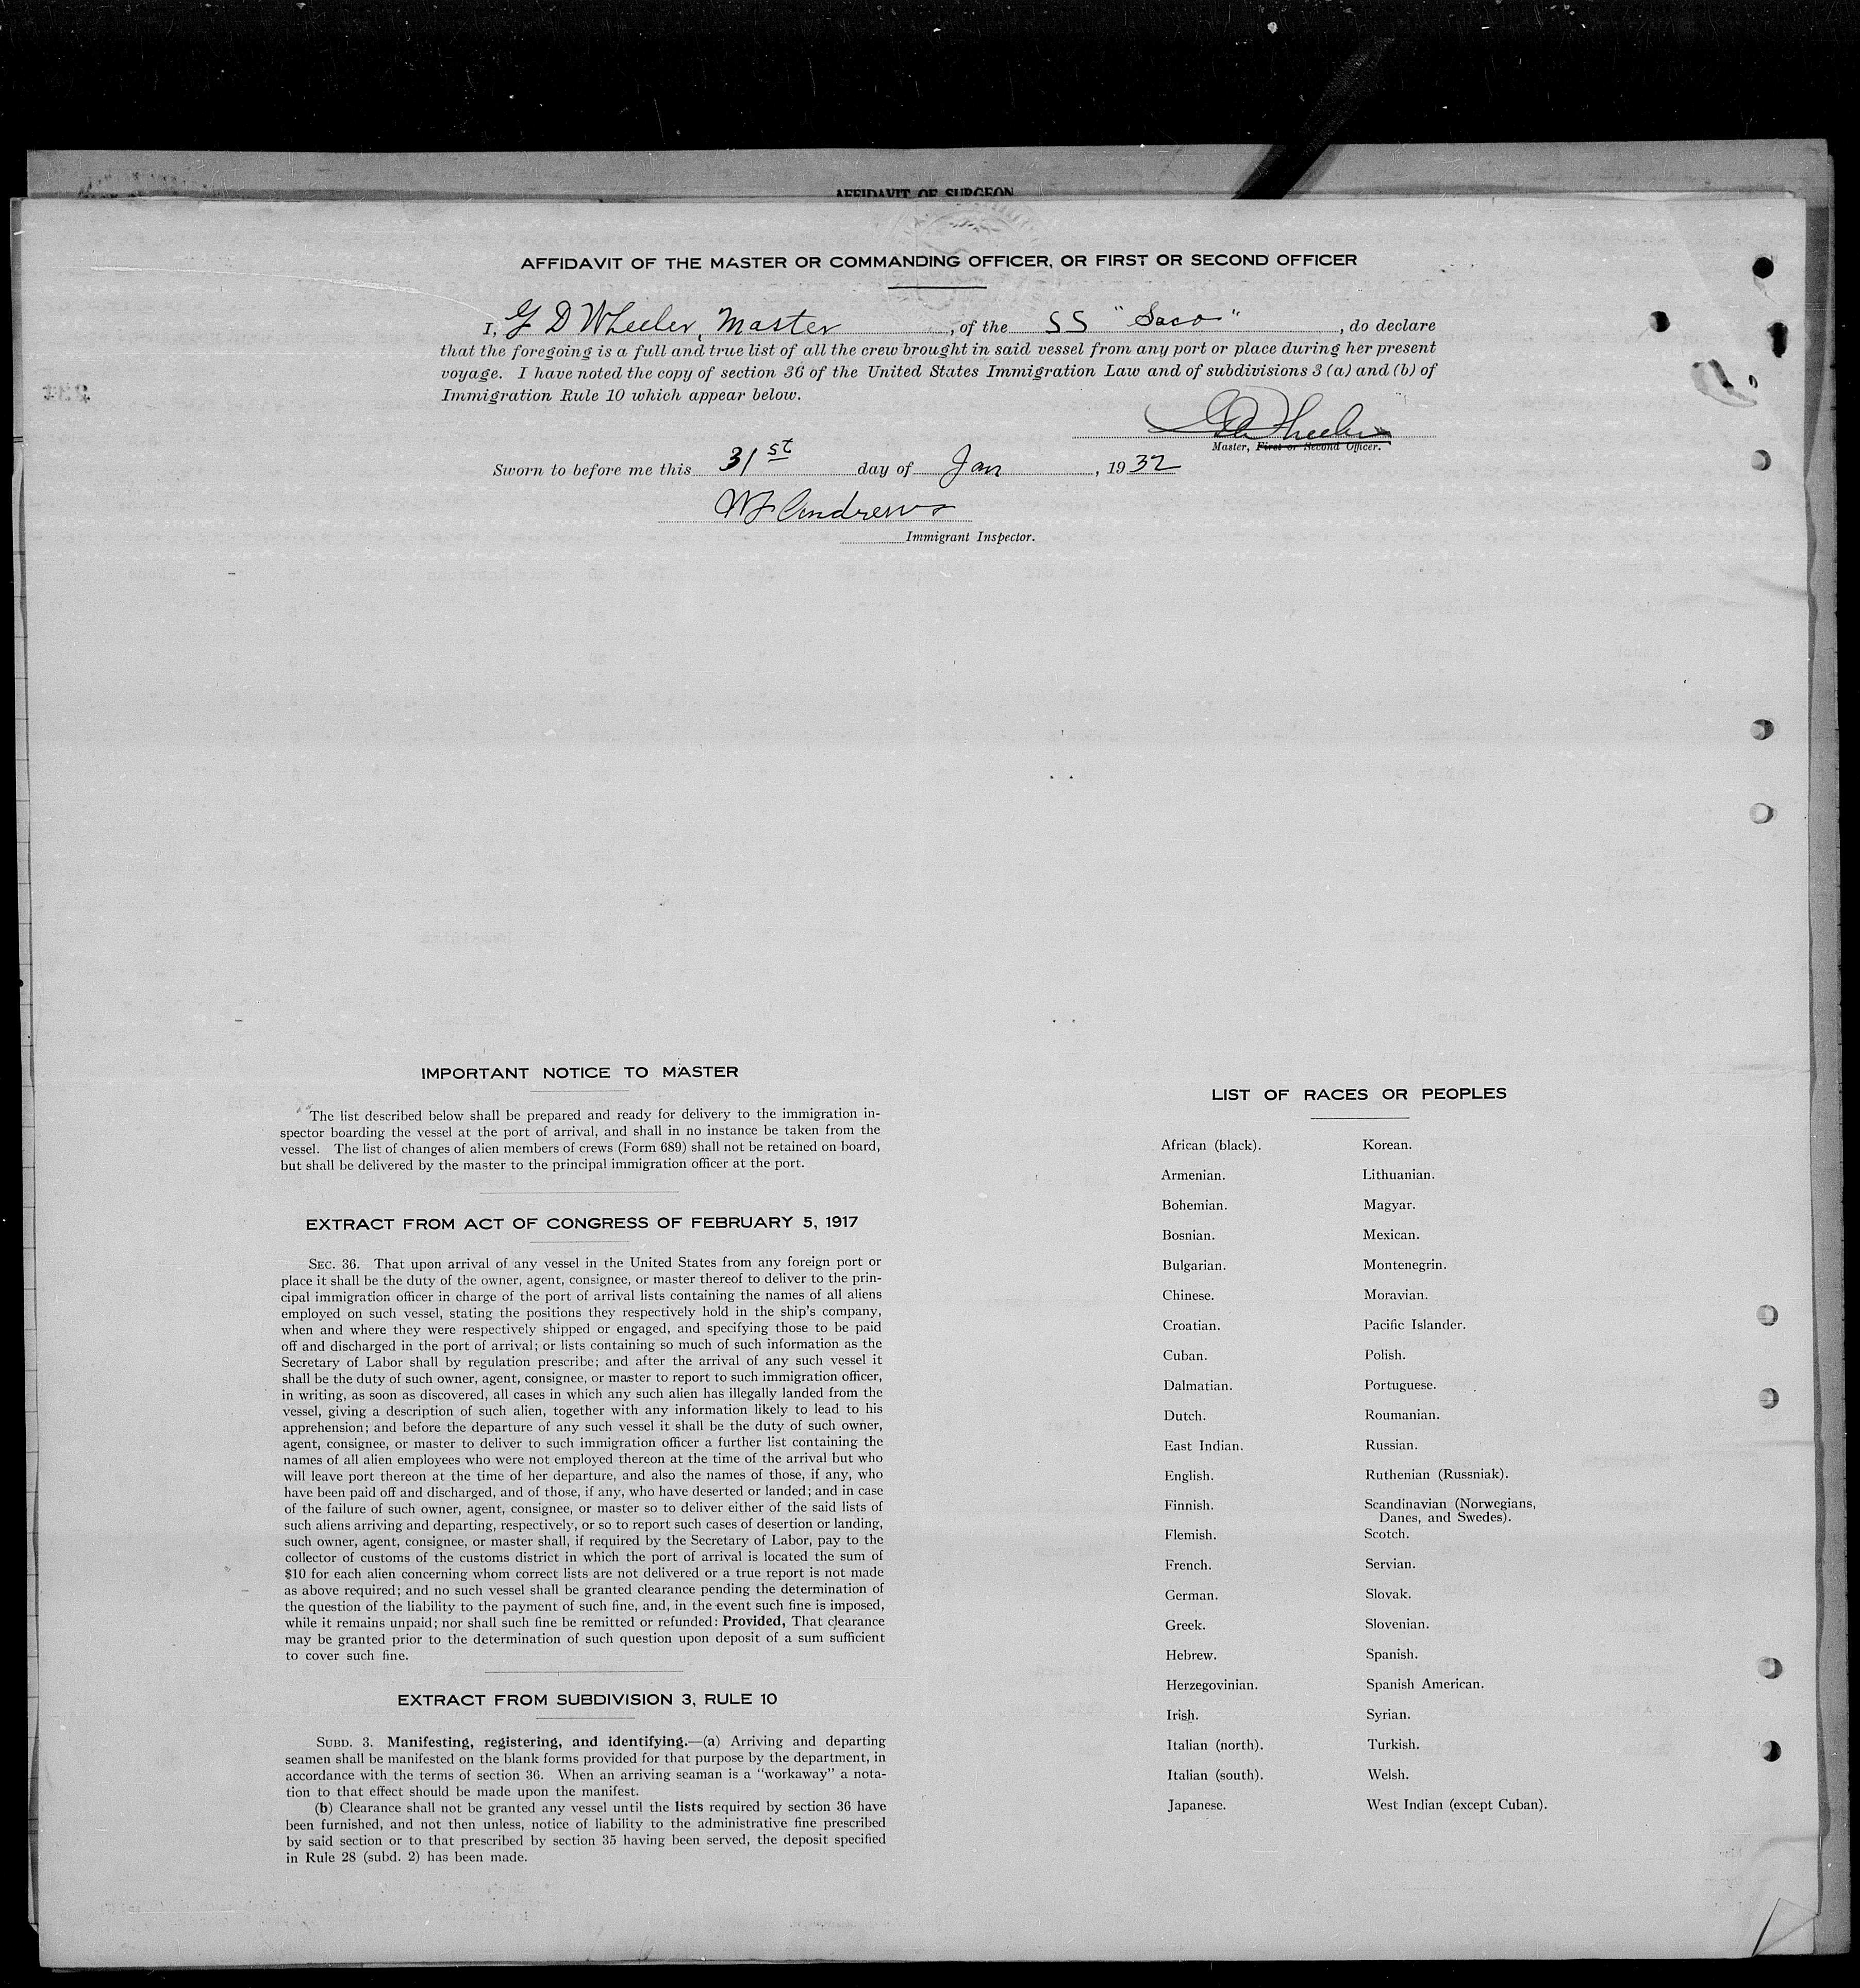 AFFIDAVIT OF SURGEON
AFFIDAVIT OF THE MASTER OR COMMANDING OFFICER, OR FIRST OR SECOND OFFICER
I, G D Wheeler, Master, of the SS "Saco", do declare
that the foregoing is a full and true list of all the crew brought in said vessel from any port or place during her present
voyage. I have noted the copy of section 36 of the United States Immigration Law and of subdivisions 3 (a) and (b) of
Immigration Rule 10 which appear below.
G D Wheeler
Master, First or Second Officer.
Sworn to before me this 31st day of Jan, 1932
W J Andrews
Immigrant Inspector.
IMPORTANT NOTICE TO MASTER
The list described below shall be prepared and ready for delivery to the immigration in-
spector boarding the vessel at the port of arrival, and shall in no instance be taken from the
vessel. The list of changes of alien members of crews (Form 689) shall not be retained on board,
but shall be delivered by the master to the principal immigration officer at the port.
EXTRACT FROM ACT OF CONGRESS OF FEBRUARY 5, 1917
SEC. 36. That upon arrival of any vessel in the United States from any foreign port or
place it shall be the duty of the owner, agent, consignee, or master thereof to deliver to the prin-
cipal immigration officer in charge of the port of arrival lists containing the names of all aliens
employed on such vessel, stating the positions they respectively hold in the ship's company,
when and where they were respectively shipped or engaged, and specifying those to be paid
off and discharged in the port of arrival; or lists containing so much of such information as the
Secretary of Labor shall by regulation prescribe; and after the arrival of any such vessel it
shall be the duty of such owner, agent, consignee, or master to report to such immigration officer,
in writing, as soon as discovered, all cases in which any such alien has illegally landed from the
vessel, giving a description of such alien, together with any information likely to lead to his
apprehension; and before the departure of any such vessel it shall be the duty of such owner,
agent, consignee, or master to deliver to such immigration officer a further list containing the
names of all alien employees who were not employed thereon at the time of the arrival but who
will leave port thereon at the time of her departure, and also the names of those, if any, who
have been paid off and discharged, and of those, if any, who have deserted or landed; and in case
of the failure of such owner, agent, consignee, or master so to deliver either of the said lists of
such aliens arriving and departing, respectively, or so to report such cases of desertion or landing,
such owner, agent, consignee, or master shall, if required by the Secretary of Labor, pay to the
collector of customs of the customs district in which the port of arrival is located the sum of
$10 for each alien concerning whom correct lists are not delivered or a true report is not made
as above required; and no such vessel shall be granted clearance pending the determination of
the question of the liability to the payment of such fine, and, in the event such fine is imposed,
while it remains unpaid; nor shall such fine be remitted or refunded: Provided, That clearance
may be granted prior to the determination of such question upon deposit of a sum sufficient
to cover such fine.
EXTRACT FROM SUBDIVISION 3, RULE 10
SUBD. 3. Manifesting, registering, and identifying.—(a) Arriving and departing
seamen shall be manifested on the blank forms provided for that purpose by the department, in
accordance with the terms of section 36. When an arriving seaman is a "workaway" a nota-
tion to that effect should be made upon the manifest.
(b) Clearance shall not be granted any vessel until the lists required by section 36 have
been furnished, and not then unless, notice of liability to the administrative fine prescribed
by said section or to that prescribed by section 35 having been served, the deposit specified
in Rule 28 (subd. 2) has been made.
LIST OF RACES OR PEOPLES
African (black).
Armenian.
Bohemian.
Bosnian.
Bulgarian.
Chinese.
Croatian.
Cuban.
Dalmatian.
Dutch.
East Indian.
English.
Finnish.
Flemish.
French.
German.
Greek.
Hebrew.
Herzegovinian.
Irish.
Italian (north).
Italian (south).
Japanese.
Korean.
Lithuanian.
Magyar.
Mexican.
Montenegrin.
Moravian.
Pacific Islander.
Polish.
Portuguese.
Roumanian.
Russian.
Ruthenian (Russniak).
Scandinavian (Norwegians,
Danes, and Swedes).
Scotch.
Servian.
Slovak.
Slovenian.
Spanish.
Spanish American.
Syrian.
Turkish.
Welsh.
West Indian (except Cuban).